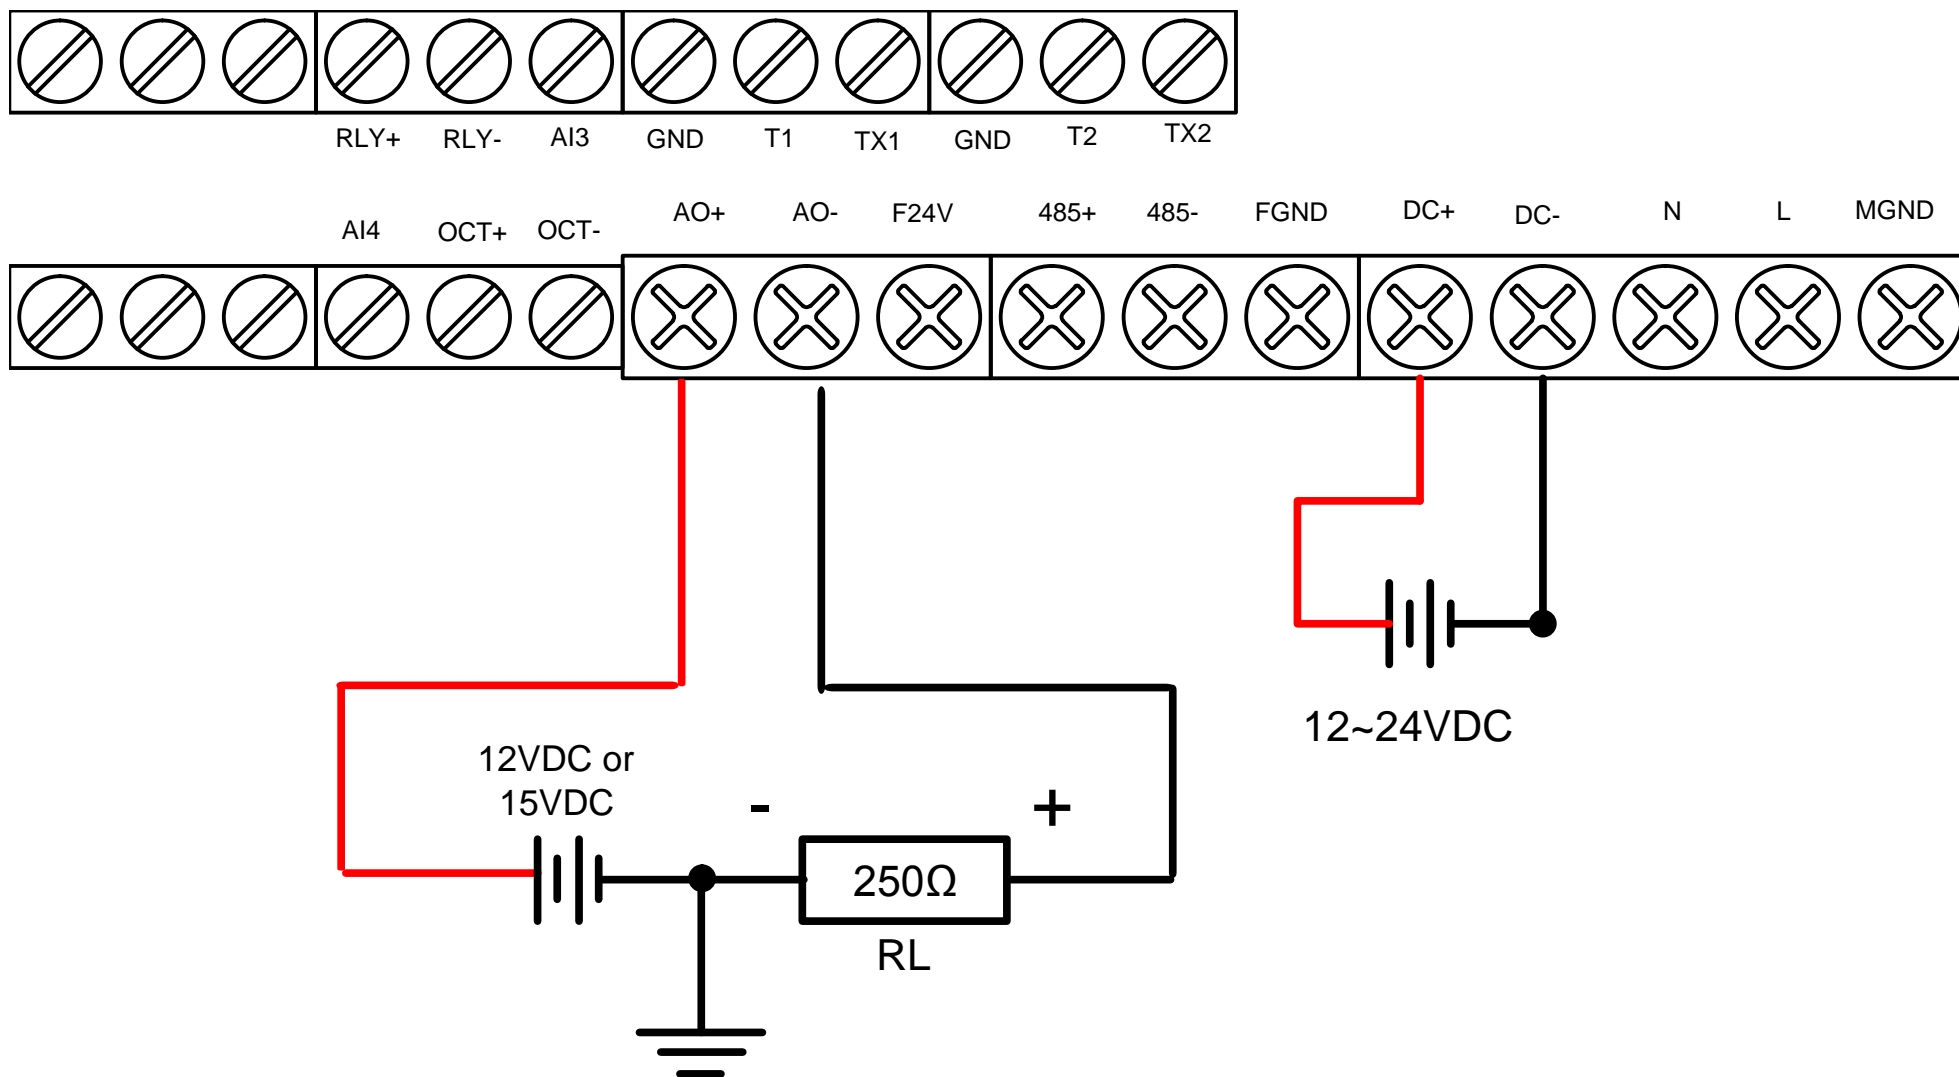 RLY+ RLY- AI3 GND T1 TX1 GND T2 TX2
AI4 OCT+ OCT- AO+ AO- F24V 485+ 485- FGND DC+ DC- N L MGND
12~24VDC
12VDC or
15VDC
- +
250Ω
RL